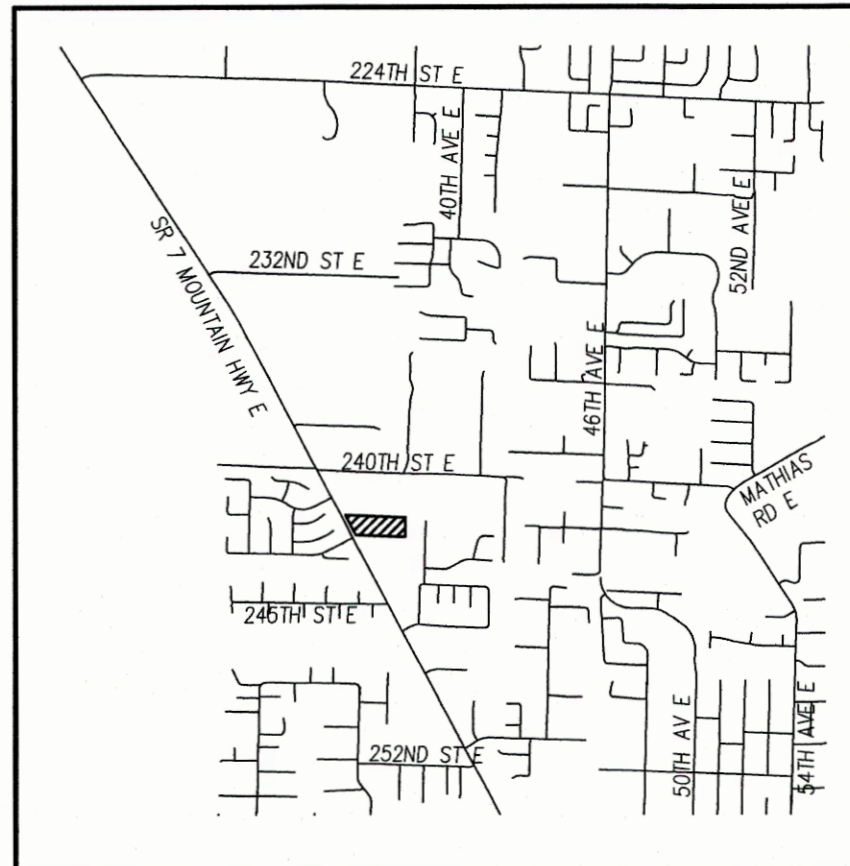 224TH ST E
40TH AVE E
52ND AVE E
SR 7 MOUNTAIN HWY E
232ND ST E
46TH AVE E
240TH ST E
MATHIAS
RD E
246TH ST E
252ND ST E
50TH AV E
54TH AVE E